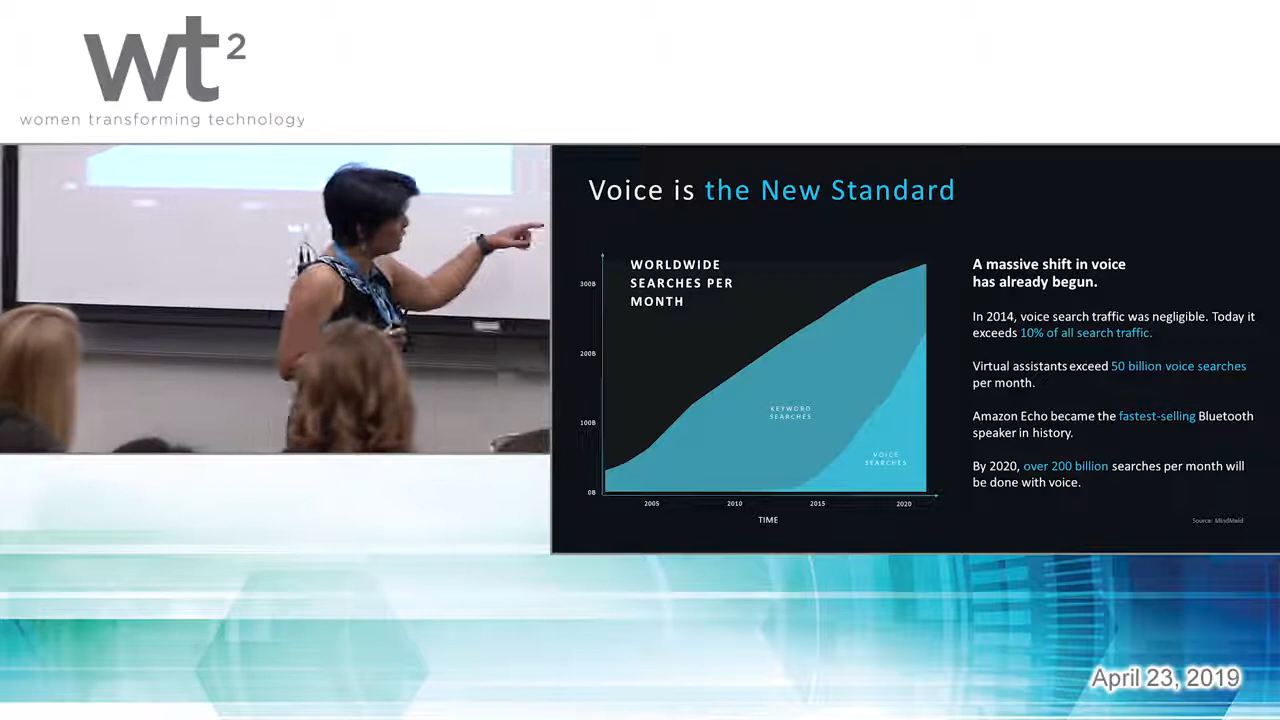 wt2
women transforming technology
Voice is the New Standard
WORLDWIDE
SEARCHES PER
MONTH
300B
200B
100B
0B
KEYWORD
SEARCHES
VOICE
SEARCHES
2005 2010 2015 2020
TIME
A massive shift in voice
has already begun.
In 2014, voice search traffic was negligible. Today it
exceeds 10% of all search traffic.
Virtual assistants exceed 50 billion voice searches
per month.
Amazon Echo became the fastest-selling Bluetooth
speaker in history.
By 2020, over 200 billion searches per month will
be done with voice.
Source: MindMeld
April 23, 2019